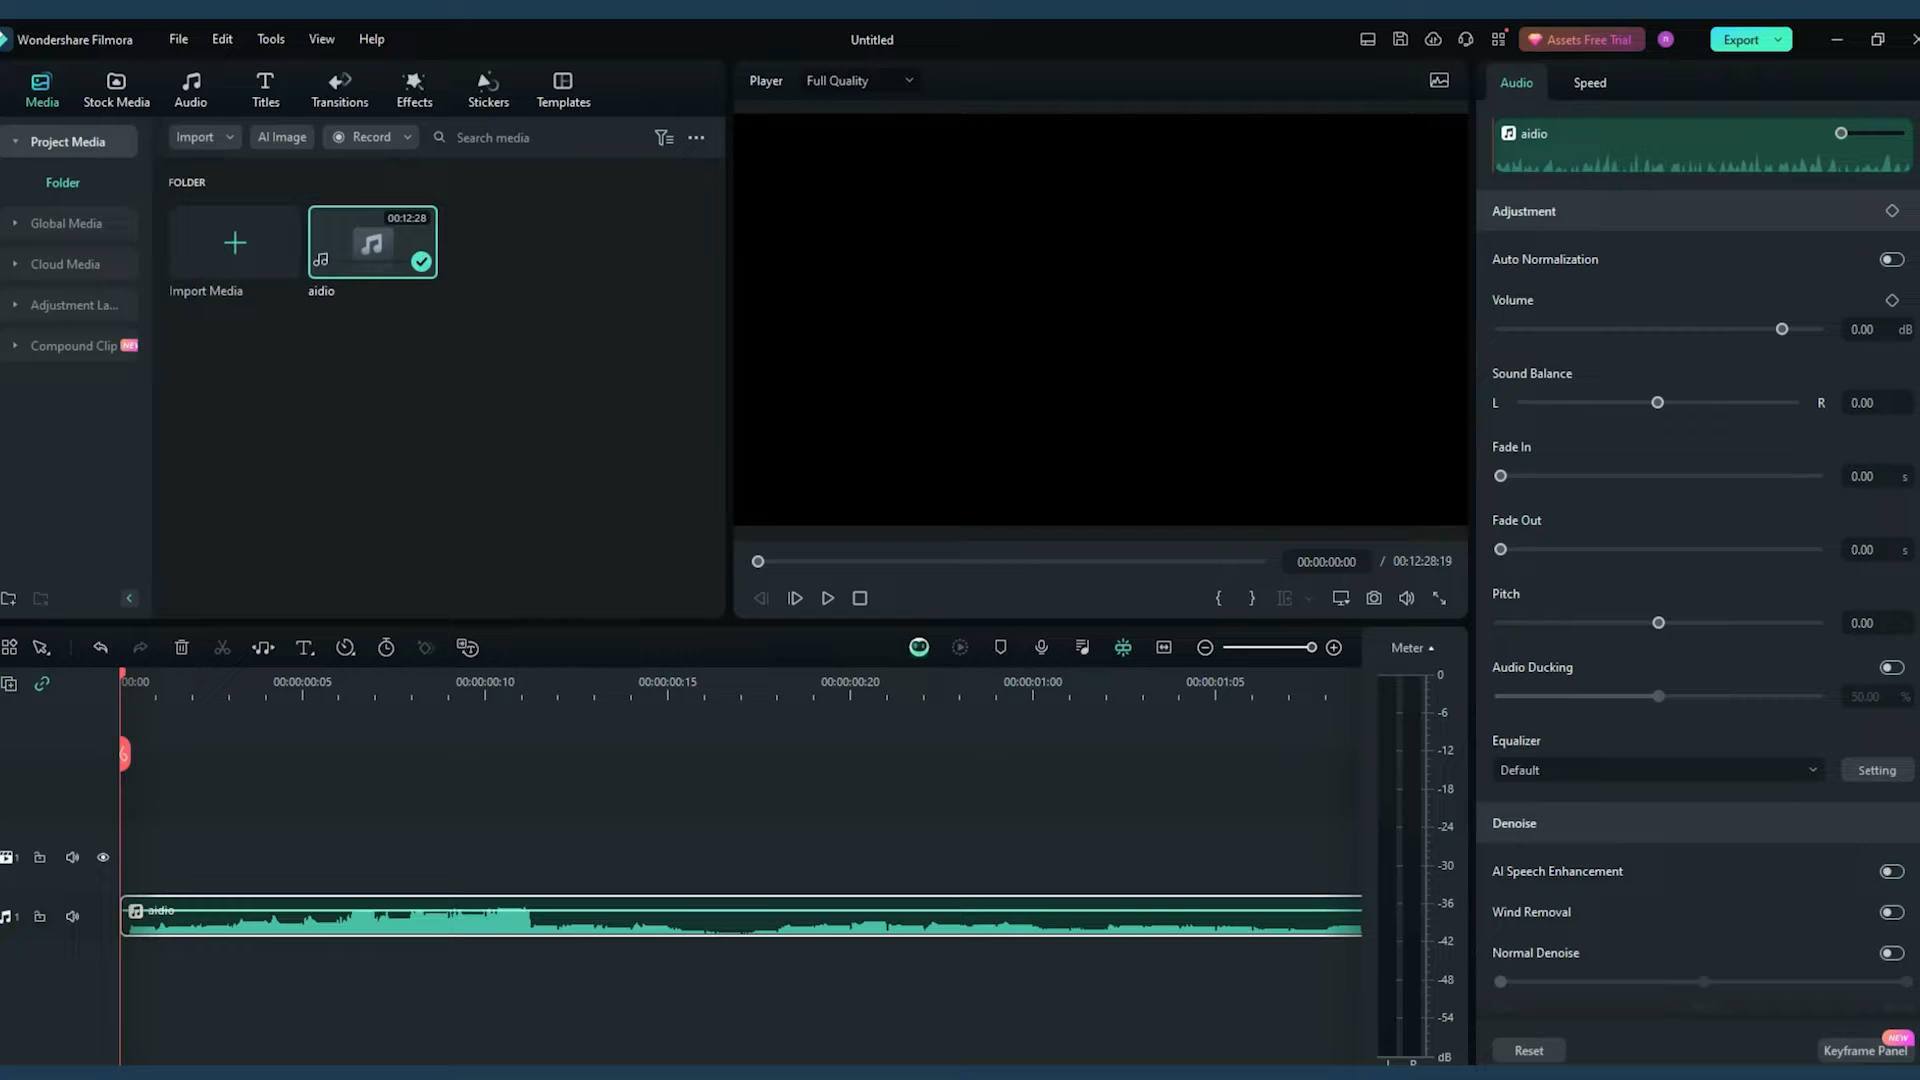 Wondershare Filmora File Edit Tools View Help Untitled Assets Free Trial n Export
Media Stock Media Audio Titles Transitions Effects Stickers Templates
Player Full Quality
Audio Speed
Project Media
Import AI Image Record Search media
aidio
Folder
FOLDER
Global Media
Cloud Media
Adjustment La...
Compound Clip NEW
00:12:28
Import Media aidio
Adjustment
Auto Normalization
Volume
0.00 dB
Sound Balance
L R 0.00
Fade In
0.00 s
Fade Out
0.00 s
00:00:00:00 / 00:12:28:19
Pitch
0.00
Meter
Audio Ducking
50.00 %
00:00 00:00:00:05 00:00:00:10 00:00:00:15 00:00:00:20 00:00:01:00 00:00:01:05
0
-6
-12
-18
-24
-30
-36
-42
-48
-54
dB
Equalizer
Default Setting
Denoise
AI Speech Enhancement
Wind Removal
Normal Denoise
1
1
aidio
Reset Keyframe Panel NEW